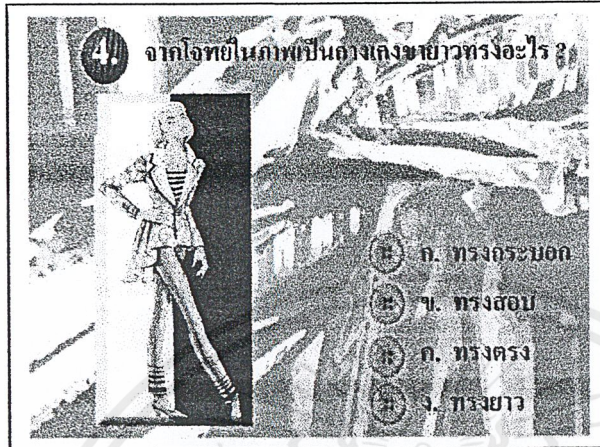 4. จากโจทย์ในภาพเป็นกางเกงขายาวทรงอะไร ?
ก. ทรงกระบอก
ข. ทรงสอบ
ค. ทรงตรง
ง. ทรงยาว